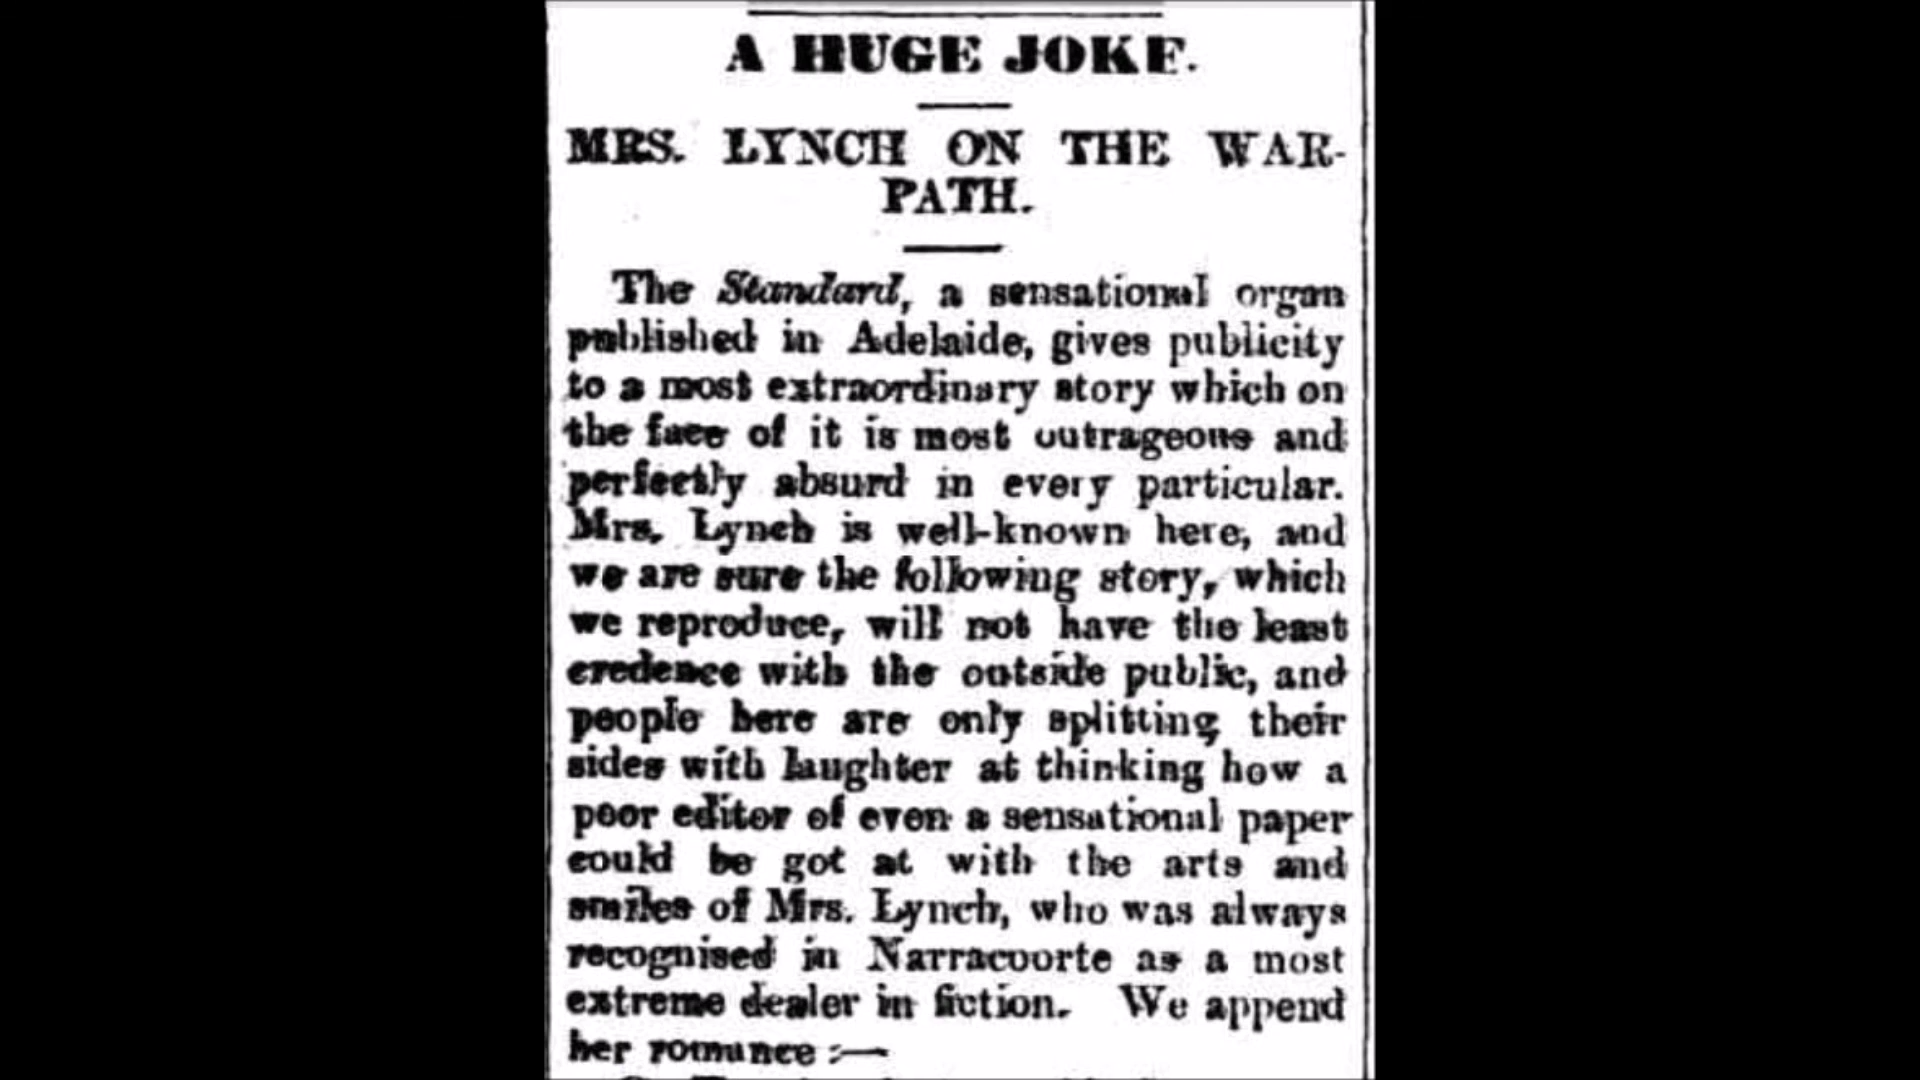 A HUGE JOKE.
MRS. LYNCH ON THE WAR-
PATH.
The Standard, a sensational organ
published in Adelaide, gives publicity
to a most extraordinary story which on
the face of it is most outrageous and
perfectly absurd in every particular.
Mrs. Lynch is well-known here, and
we are sure the following story, which
we reproduce, will not have the least
credence with the outside public, and
people here are only splitting their
sides with laughter at thinking how a
poor editor of even a sensational paper
could be got at with the arts and
smiles of Mrs. Lynch, who was always
recognised in Narracoorte as a most
extreme dealer in fiction. We append
her romance :—